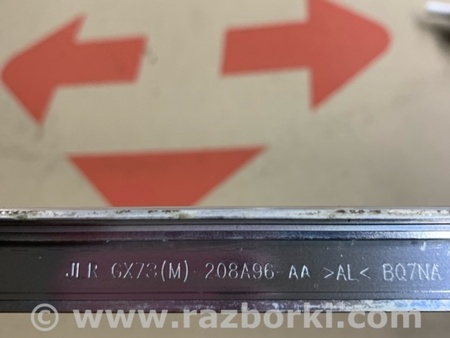 JLR GX73(M)-208A96-AA >AL< BQ7NA
www.razborki.com